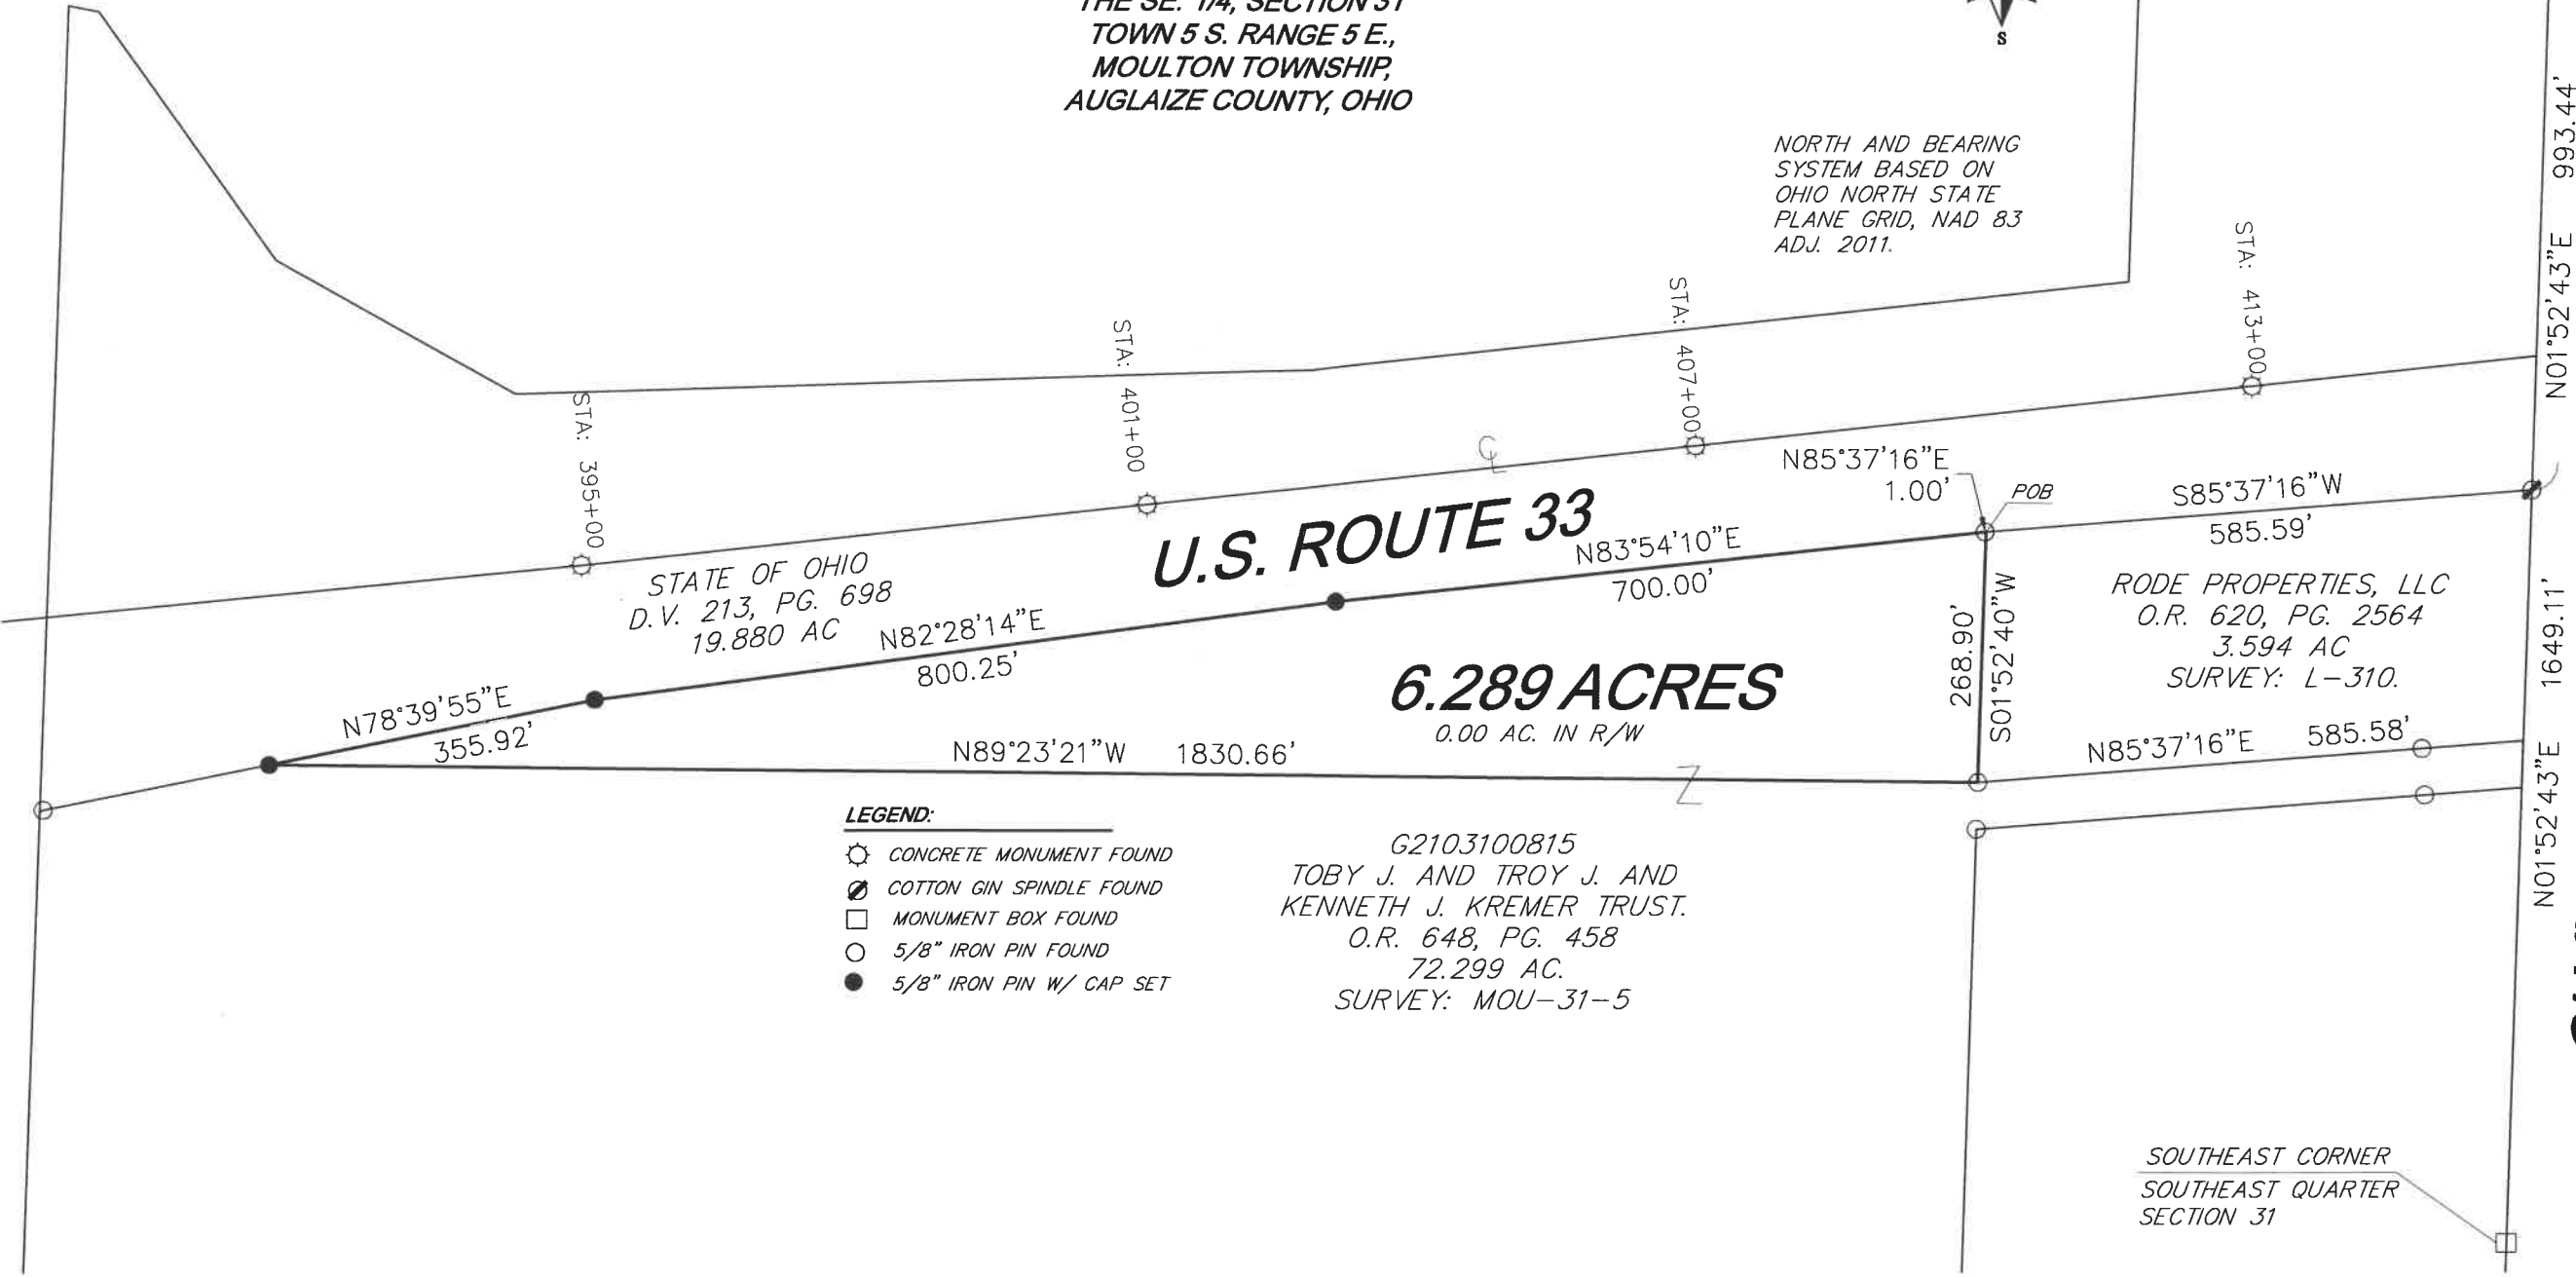 THE SE. 1/4, SECTION 31
TOWN 5 S. RANGE 5 E.,
MOULTON TOWNSHIP,
AUGLAIZE COUNTY, OHIO
S
NORTH AND BEARING
SYSTEM BASED ON
OHIO NORTH STATE
PLANE GRID, NAD 83
ADJ. 2011.
993.44'
N01°52'43"E
STA: 395+00
STA: 401+00
STA: 407+00
STA: 413+00
℄
U.S. ROUTE 33
STATE OF OHIO
D.V. 213, PG. 698
19.880 AC
N85°37'16"E
1.00'
POB
S85°37'16"W
585.59'
N83°54'10"E
700.00'
N82°28'14"E
800.25'
N78°39'55"E
355.92'
6.289 ACRES
0.00 AC. IN R/W
N89°23'21"W 1830.66'
Z
268.90'
S01°52'40"W
RODE PROPERTIES, LLC
O.R. 620, PG. 2564
3.594 AC
SURVEY: L-310.
N85°37'16"E 585.58'
1649.11'
N01°52'43"E
LEGEND:
CONCRETE MONUMENT FOUND
COTTON GIN SPINDLE FOUND
MONUMENT BOX FOUND
5/8" IRON PIN FOUND
5/8" IRON PIN W/ CAP SET
G2103100815
TOBY J. AND TROY J. AND
KENNETH J. KREMER TRUST.
O.R. 648, PG. 458
72.299 AC.
SURVEY: MOU-31-5
SOUTHEAST CORNER
SOUTHEAST QUARTER
SECTION 31